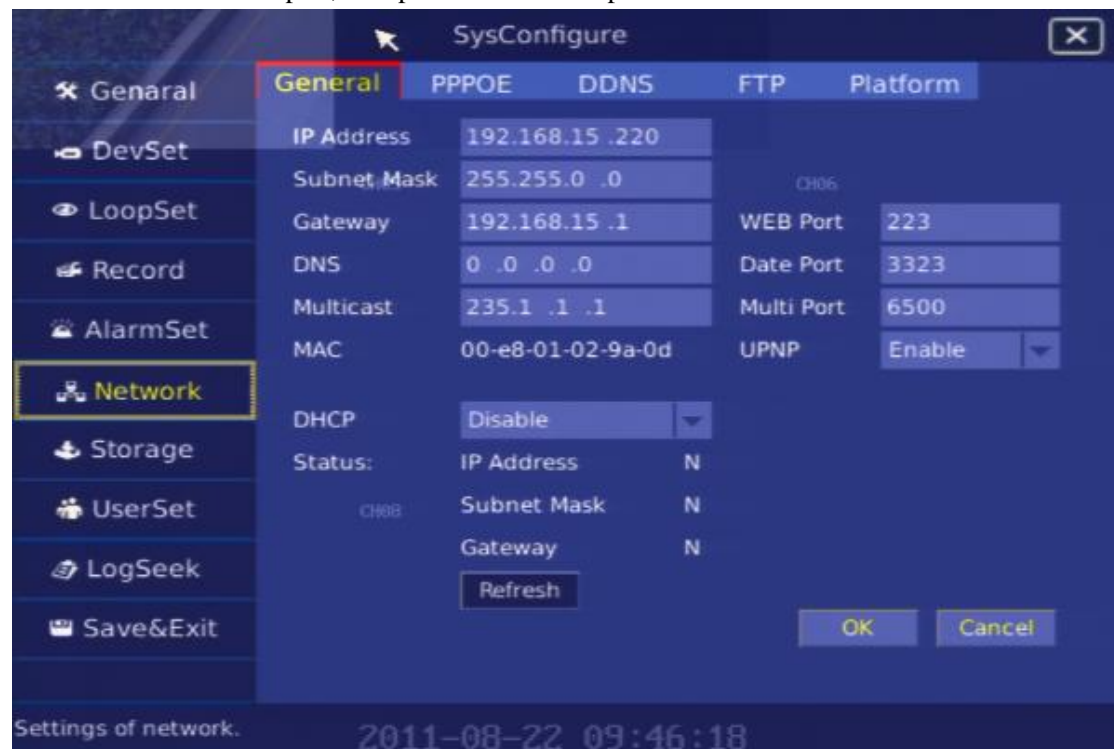 SysConfigure
Genaral
DevSet
LoopSet
Record
AlarmSet
Network
Storage
UserSet
LogSeek
Save&Exit
General PPPOE DDNS FTP Platform
IP Address 192.168.15 .220
Subnet Mask 255.255.0 .0
CH06
Gateway 192.168.15 .1 WEB Port 223
DNS 0 .0 .0 .0 Date Port 3323
Multicast 235.1 .1 .1 Multi Port 6500
MAC 00-e8-01-02-9a-0d UPNP Enable
DHCP Disable
Status: IP Address N
CH08 Subnet Mask N
Gateway N
Refresh
OK Cancel
Settings of network.
2011-08-22 09:46:18